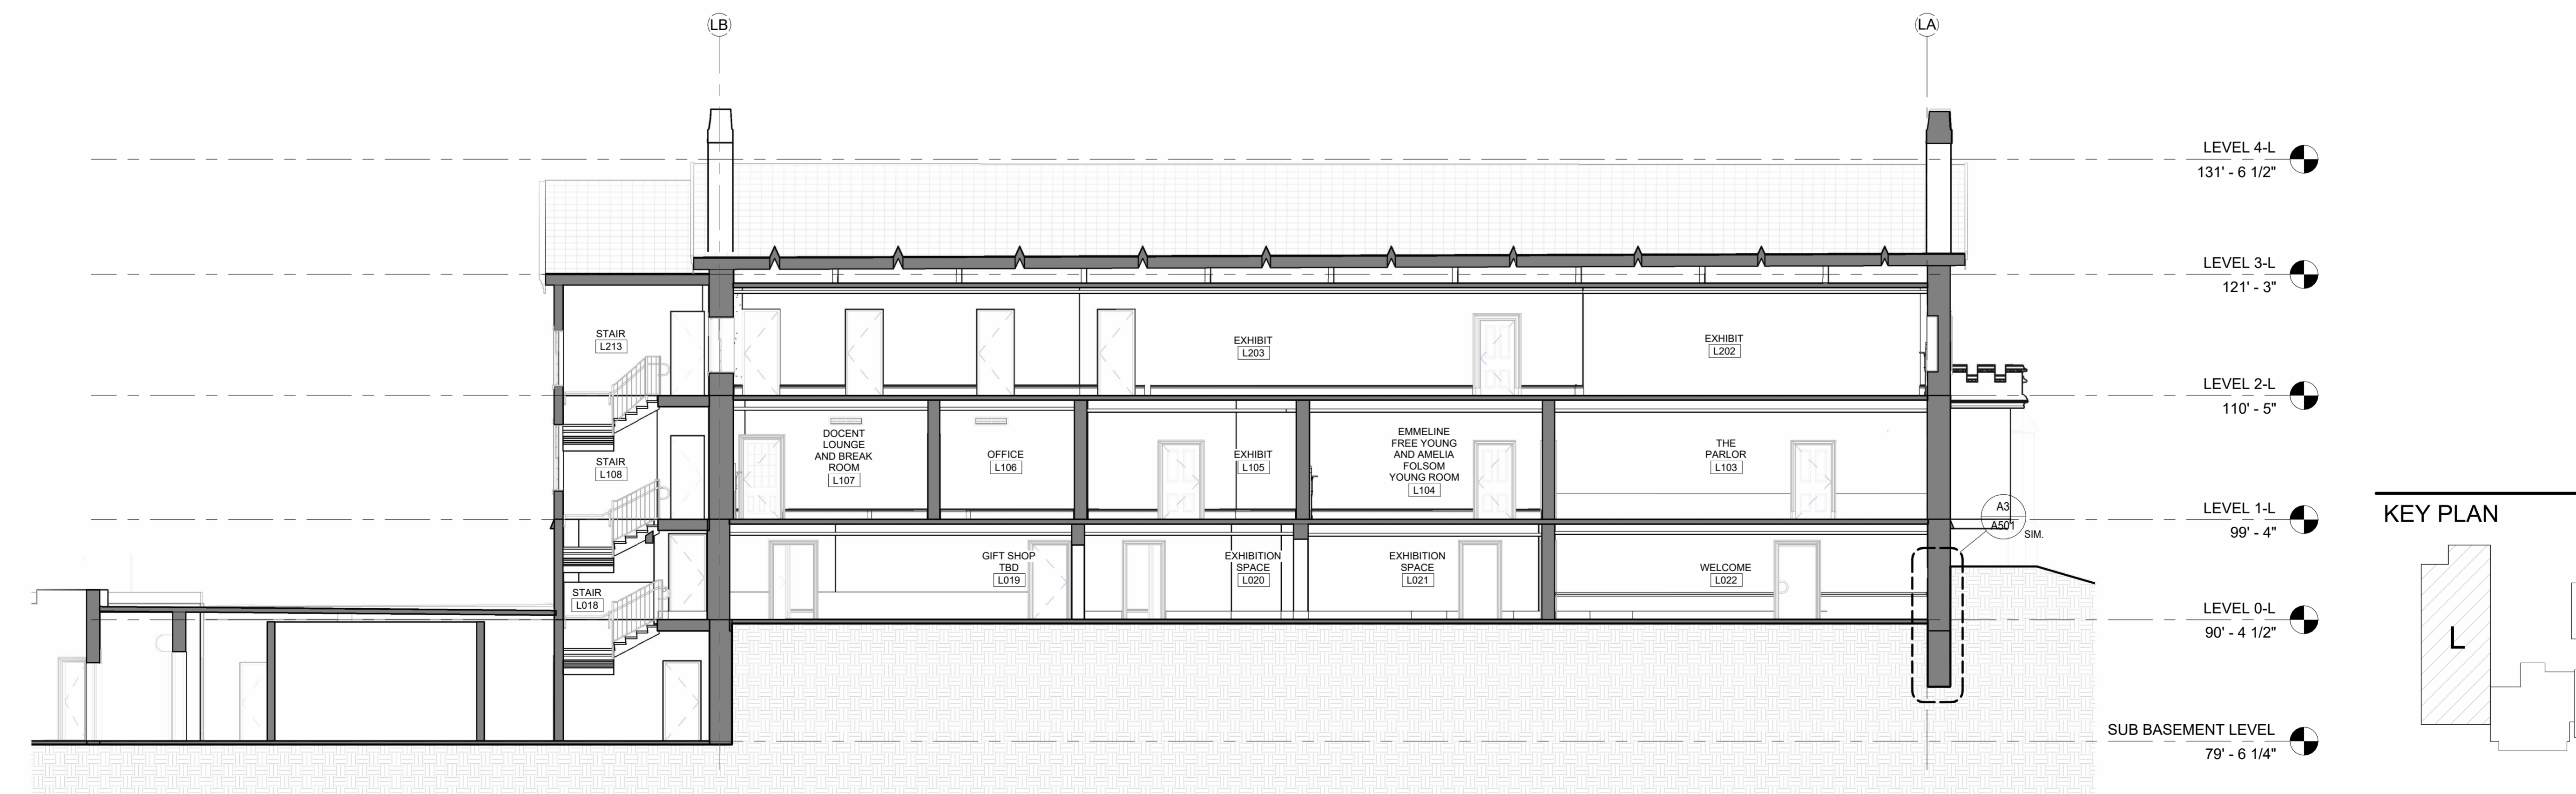 LB
LA
LEVEL 4-L
131' - 6 1/2"
LEVEL 3-L
121' - 3"
STAIR
L213
EXHIBIT
L203
EXHIBIT
L202
LEVEL 2-L
110' - 5"
DOCENT
LOUNGE
AND BREAK
ROOM
L107
OFFICE
L106
EXHIBIT
L105
EMMELINE
FREE YOUNG
AND AMELIA
FOLSOM
YOUNG ROOM
L104
THE
PARLOR
L103
STAIR
L108
A3
A501
SIM.
LEVEL 1-L
99' - 4"
KEY PLAN
GIFT SHOP
TBD
L019
EXHIBITION
SPACE
L020
EXHIBITION
SPACE
L021
WELCOME
L022
STAIR
L018
LEVEL 0-L
90' - 4 1/2"
L
SUB BASEMENT LEVEL
79' - 6 1/4"